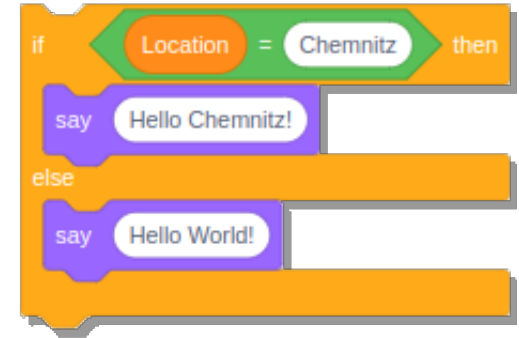 if Location = Chemnitz then
say Hello Chemnitz!
else
say Hello World!